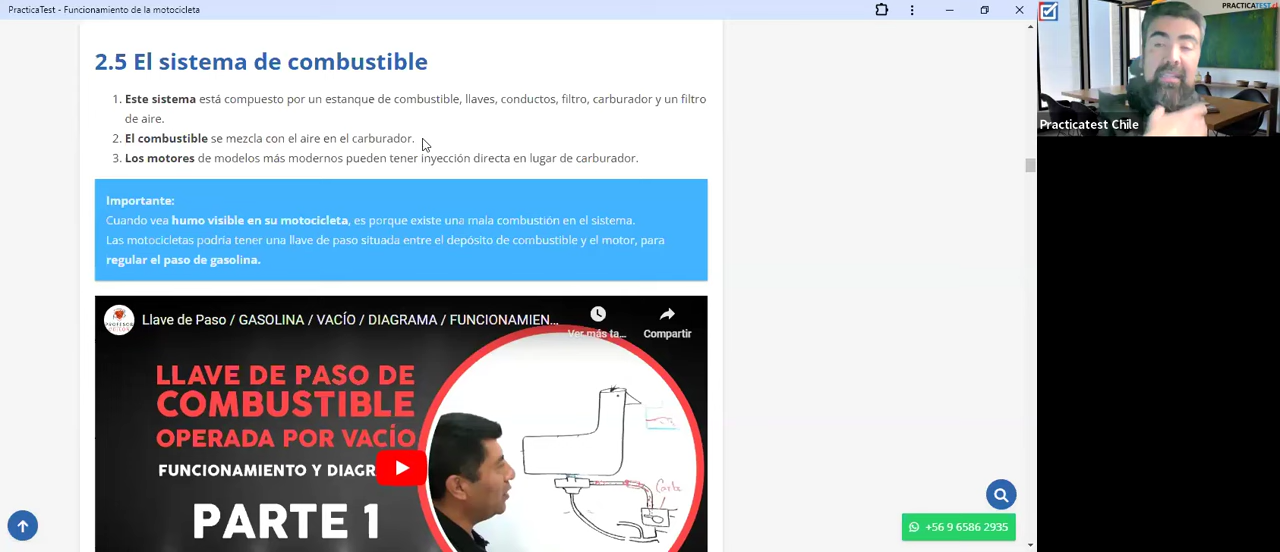 PracticaTest - Funcionamiento de la motocicleta
PRACTICATEST.cl
Practicatest Chile
2.5 El sistema de combustible
1. Este sistema está compuesto por un estanque de combustible, llaves, conductos, filtro, carburador y un filtro
de aire.
2. El combustible se mezcla con el aire en el carburador.
3. Los motores de modelos más modernos pueden tener inyección directa en lugar de carburador.
Importante:
Cuando vea humo visible en su motocicleta, es porque existe una mala combustión en el sistema.
Las motocicletas podría tener una llave de paso situada entre el depósito de combustible y el motor, para
regular el paso de gasolina.
Llave de Paso / GASOLINA / VACÍO / DIAGRAMA / FUNCIONAMIEN...
Ver más ta...
Compartir
LLAVE DE PASO DE
COMBUSTIBLE
OPERADA POR VACÍO
FUNCIONAMIENTO Y DIAGR
PARTE 1
+56 9 6586 2935